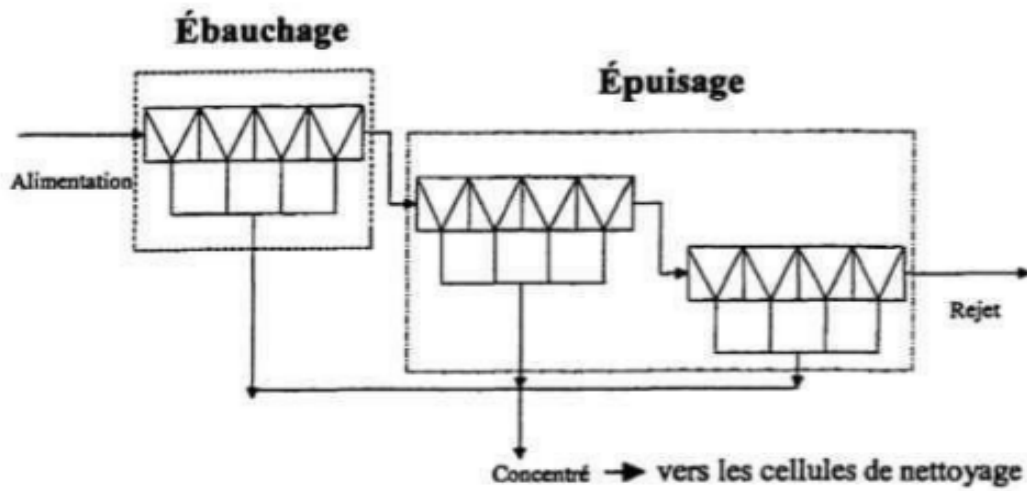 Ébauchage
Épuisage
Alimentation
Rejet
Concentré vers les cellules de nettoyage